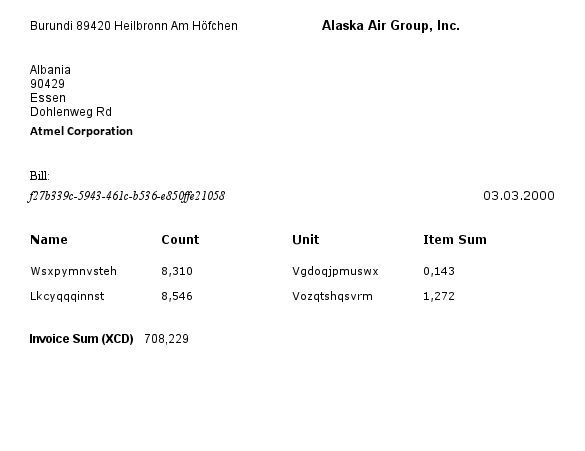 Burundi 89420 Heilbronn Am Höfchen Alaska Air Group, Inc.
Albania
90429
Essen
Dohlenweg Rd
Atmel Corporation
Bill:
f27b339c-5943-461c-b536-e850ffe21058 03.03.2000
Name Count Unit Item Sum
Wsxpymnvsteh 8,310 Vgdoqjpmuswx 0,143
Lkcyqqqinnst 8,546 Vozqtshqsvrm 1,272
Invoice Sum (XCD) 708,229